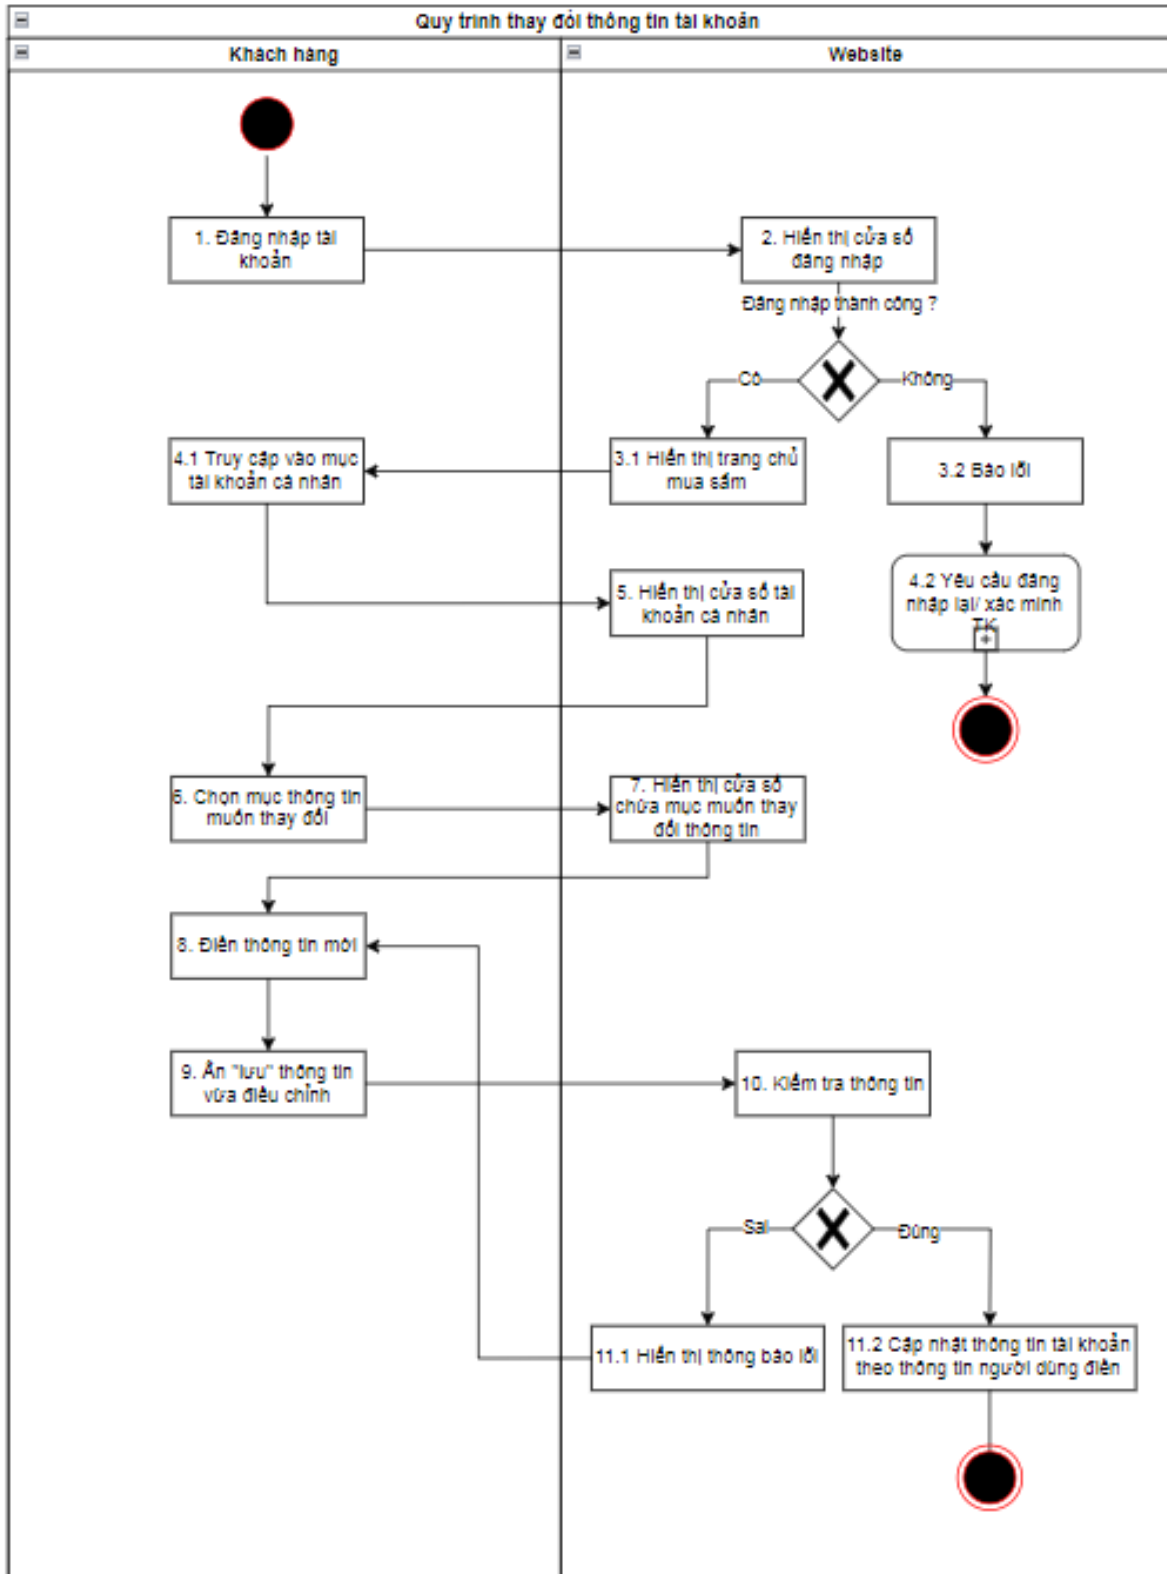 Quy trình thay đổi thông tin tài khoản
Khách hàng
Website
1. Đăng nhập tài
khoản
2. Hiển thị cửa sổ
đăng nhập
Đăng nhập thành công ?
Có
Không
4.1 Truy cập vào mục
tài khoản cá nhân
3.1 Hiển thị trang chủ
mua sắm
3.2 Báo lỗi
5. Hiển thị cửa sổ tài
khoản cá nhân
4.2 Yêu cầu đăng
nhập lại/ xác minh
TK
6. Chọn mục thông tin
muốn thay đổi
7. Hiển thị cửa sổ
chứa mục muốn thay
đổi thông tin
8. Điền thông tin mới
9. Ấn "lưu" thông tin
vừa điều chỉnh
10. Kiểm tra thông tin
Sai
Đúng
11.1 Hiển thị thông báo lỗi
11.2 Cập nhật thông tin tài khoản
theo thông tin người dùng điền